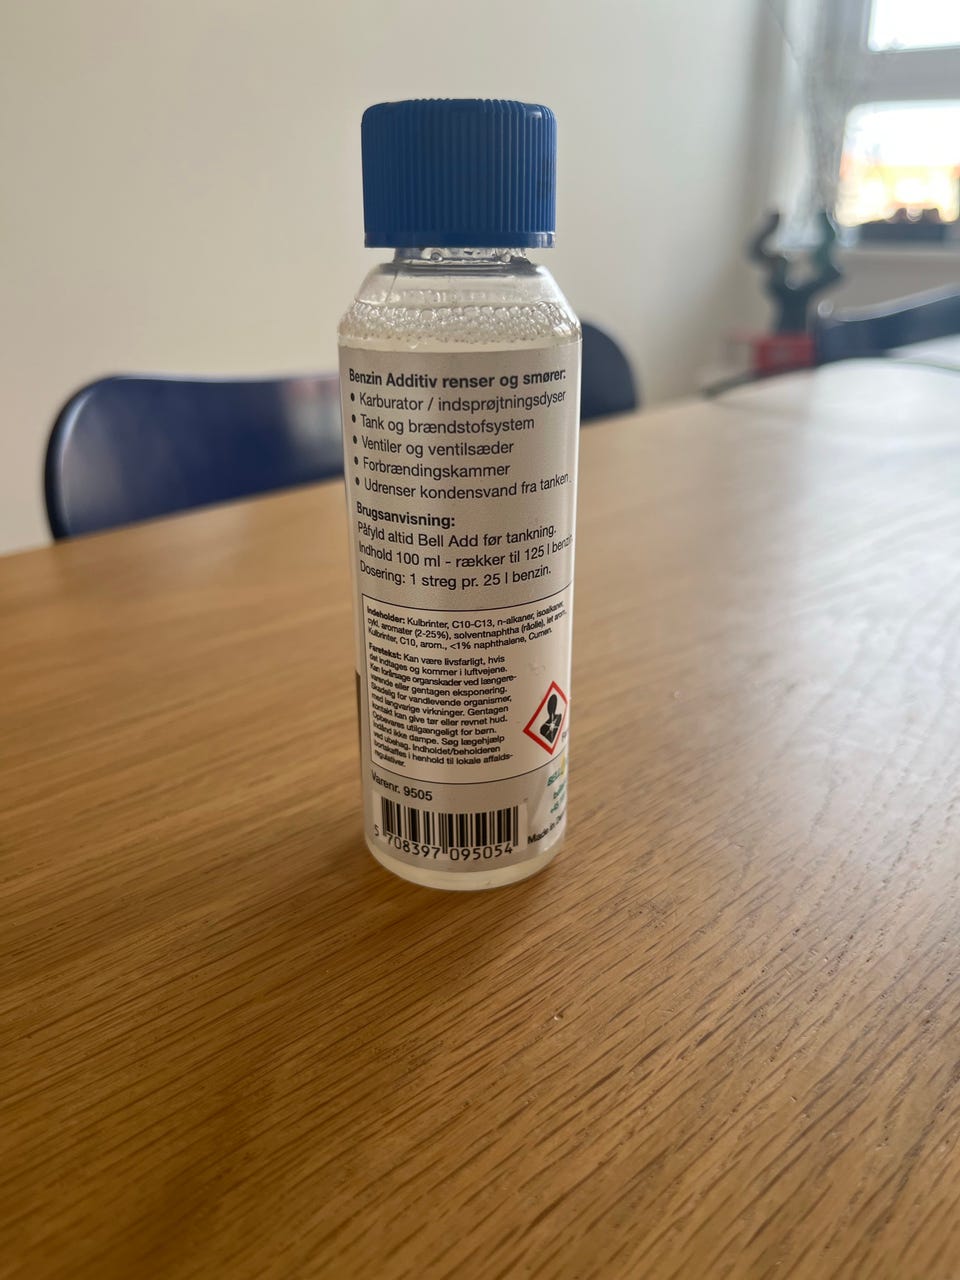 Benzin Additiv renser og smører:
• Karburator / indsprøjtningsdyser
• Tank og brændstofsystem
• Ventiler og ventilsæder
• Forbrændingskammer
• Udrenser kondensvand fra tanken
Brugsanvisning:
Påfyld altid Bell Add før tankning.
Indhold 100 ml - rækker til 125 l benzin
Dosering: 1 streg pr. 25 l benzin.
Indeholder: Kulbrinter, C10-C13, n-alkaner, isoalkaner,
cykl. aromater (2-25%), solventnaphtha (råolie), let arom.,
Kulbrinter, C10, arom., <1% naphthalene, Cumen.
Faretekst: Kan være livsfarligt, hvis
det indtages og kommer i luftvejene.
Kan forårsage organskader ved længere-
varende eller gentagen eksponering.
Skadelig for vandlevende organismer,
med langvarige virkninger. Gentagen
kontakt kan give tør eller revnet hud.
Opbevares utilgængeligt for børn.
Indånd ikke dampe. Søg lægehjælp
ved ubehag. Indholdet/beholderen
bortskaffes i henhold til lokale affalds-
regulativer.
Varenr. 9505
5 708397 095054
Made in